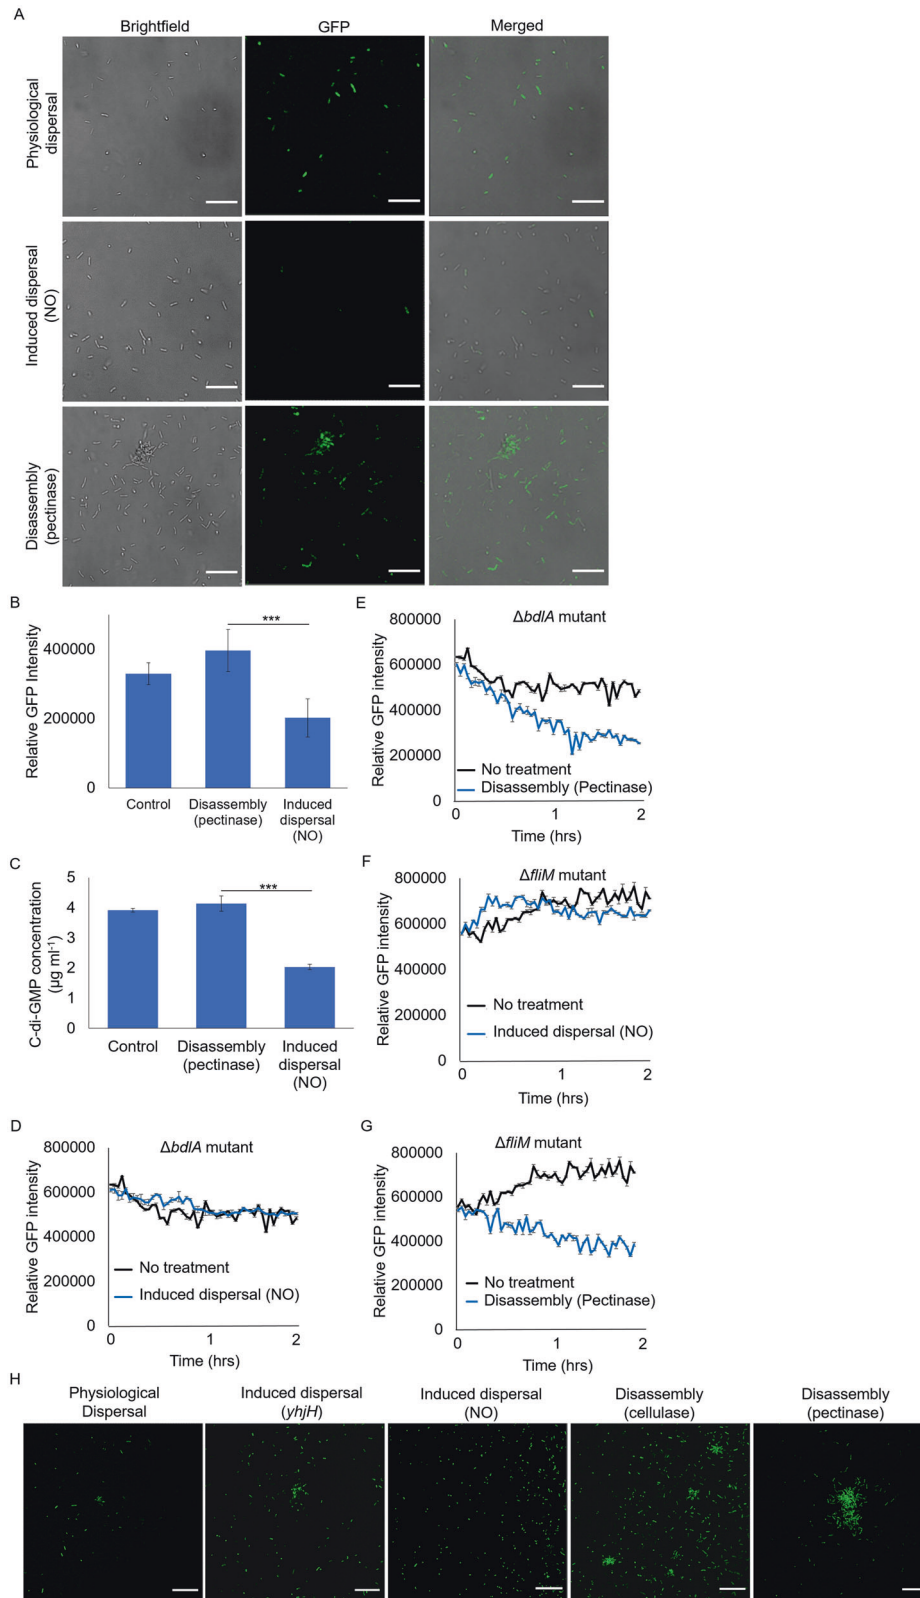 A
Brightfield
GFP
Merged
Physiological
dispersal
Induced dispersal
(NO)
Disassembly
(pectinase)
B
Relative GFP Intensity
400000
200000
0
***
Control
Disassembly
(pectinase)
Induced
dispersal
(NO)
C
C-di-GMP concentration
(µg ml-1)
5
4
3
2
1
0
***
Control
Disassembly
(pectinase)
Induced
dispersal
(NO)
D
ΔbdlA mutant
Relative GFP intensity
800000
600000
400000
200000
0
No treatment
Induced dispersal (NO)
0
1
2
Time (hrs)
E
ΔbdlA mutant
Relative GFP intensity
800000
600000
400000
200000
0
No treatment
Disassembly (Pectinase)
0
1
2
Time (hrs)
F
ΔfliM mutant
Relative GFP intensity
800000
600000
400000
200000
0
No treatment
Induced dispersal (NO)
0
1
2
Time (hrs)
G
ΔfliM mutant
Relative GFP intensity
800000
600000
400000
200000
0
No treatment
Disassembly (Pectinase)
0
1
2
Time (hrs)
H
Physiological
Dispersal
Induced dispersal
(yhjH)
Induced dispersal
(NO)
Disassembly
(cellulase)
Disassembly
(pectinase)